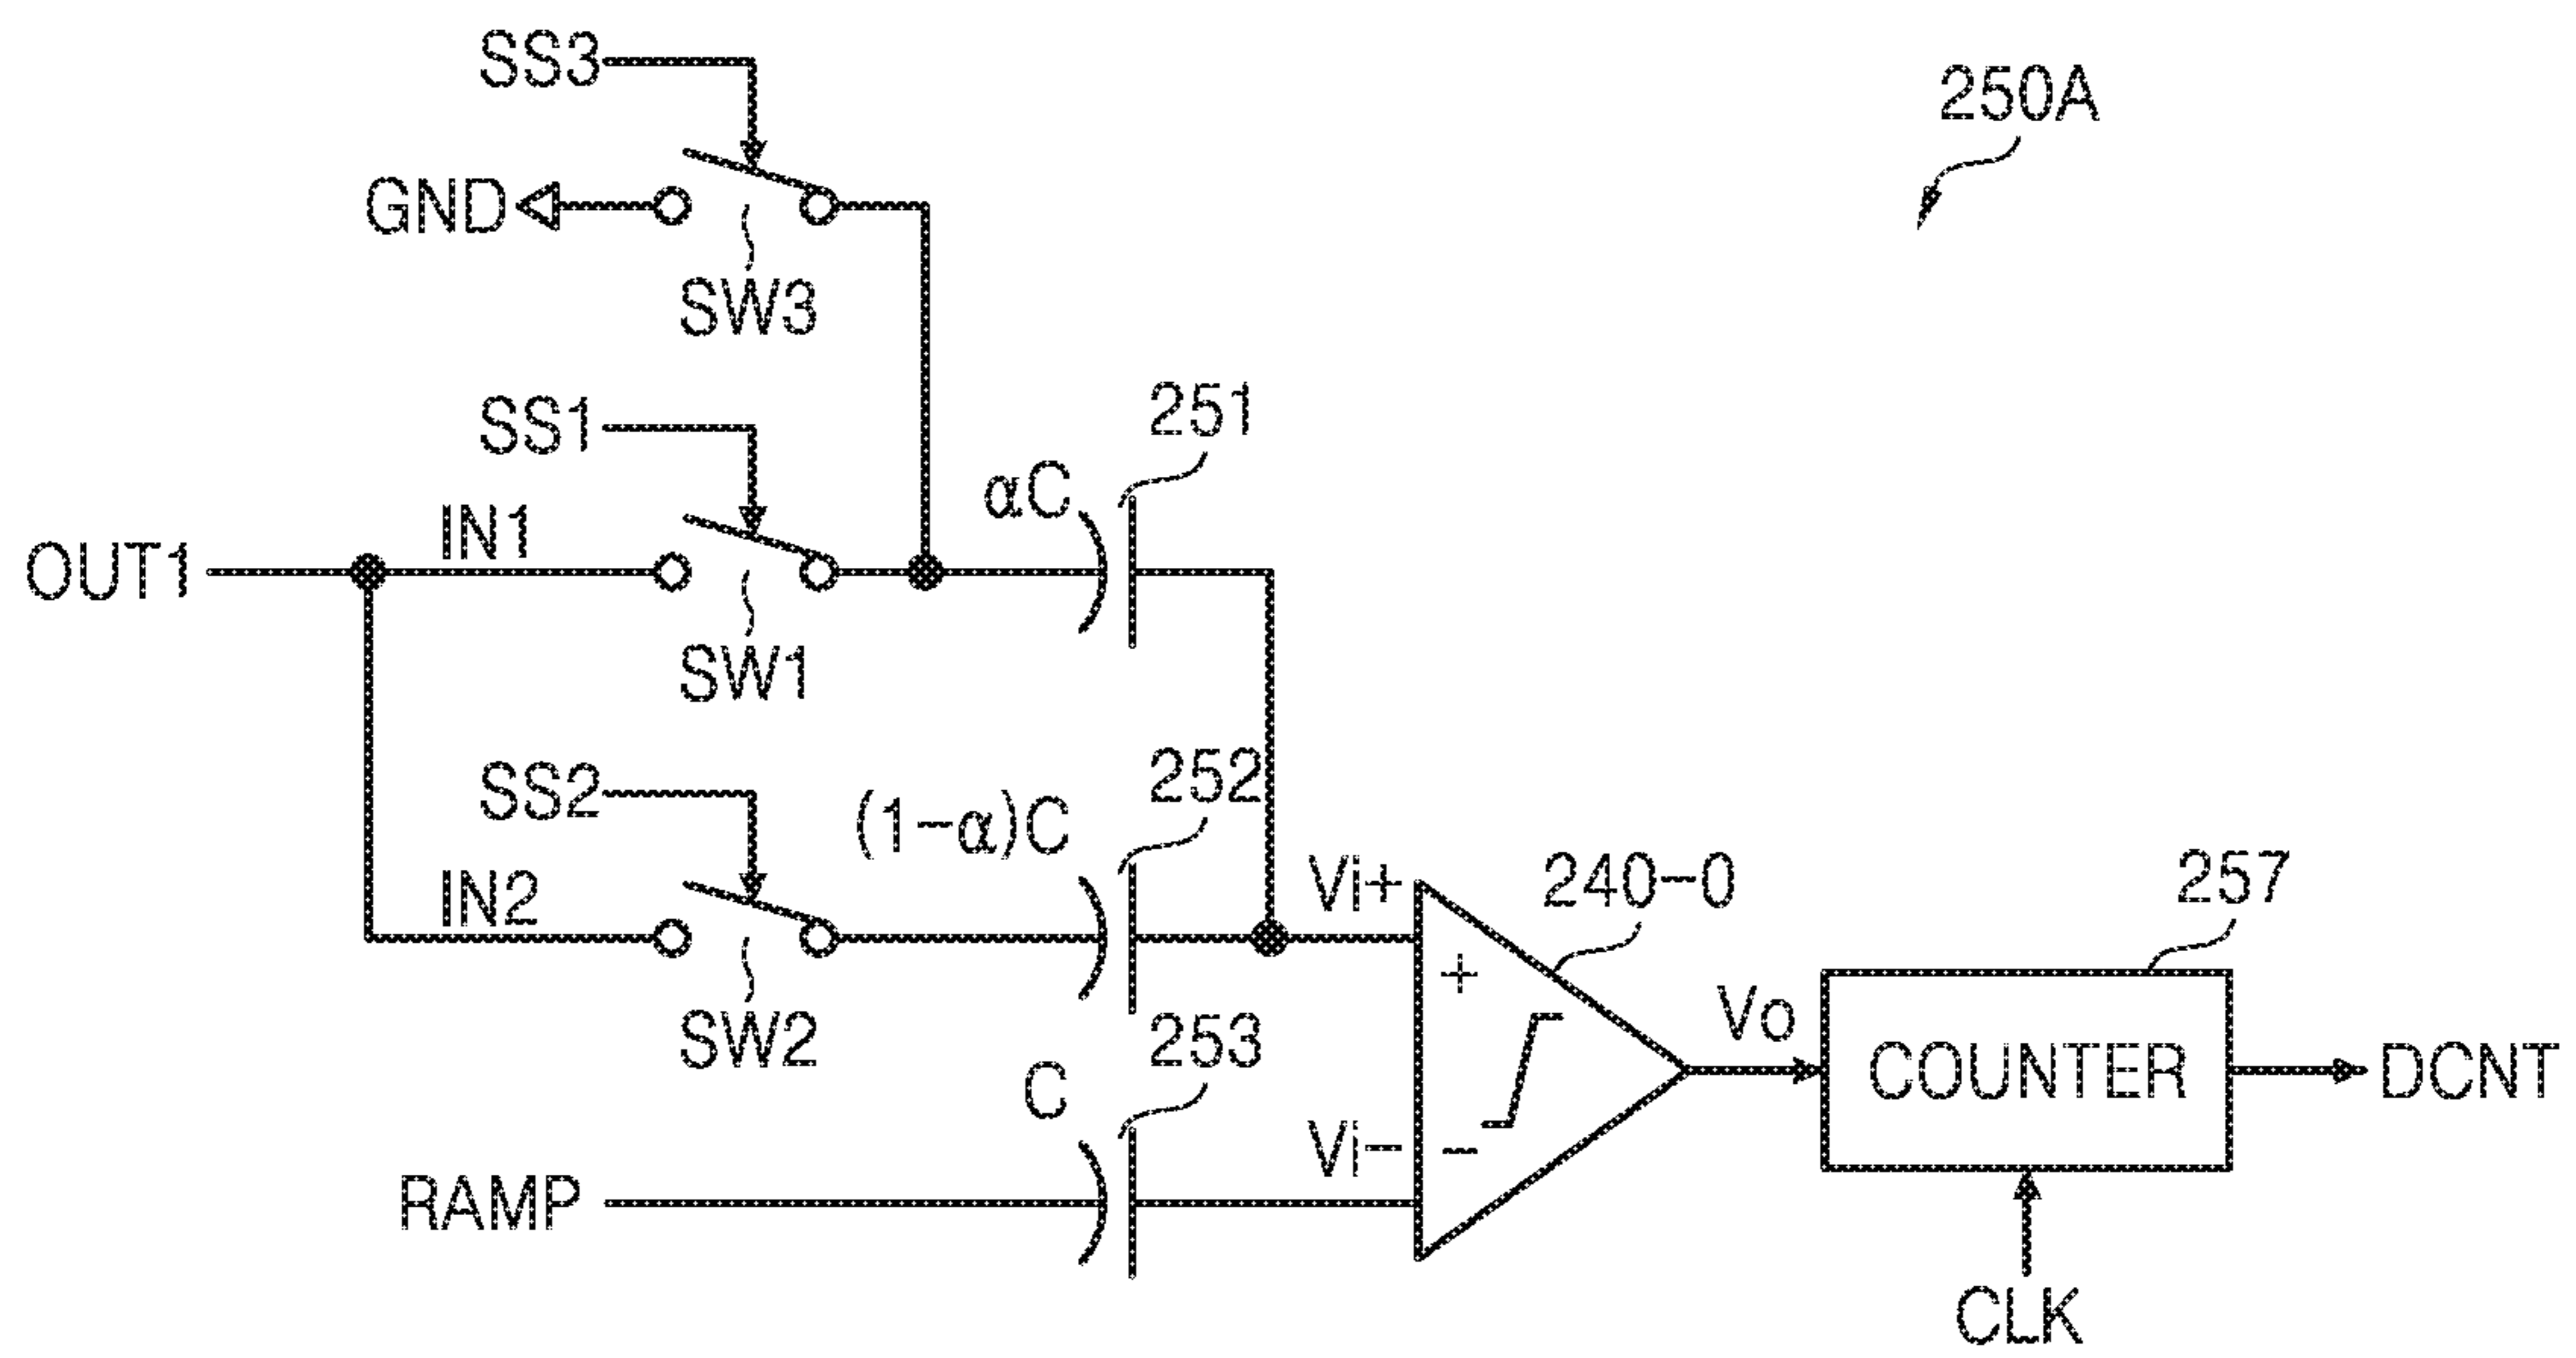 SS3
250A
GND
SW3
SS1
251
αC
IN1
OUT1
SW1
SS2
252
(1-α)C
IN2
Vi+
240-0
257
+
Vo
SW2
253
COUNTER
DCNT
C
Vi-
-
RAMP
CLK